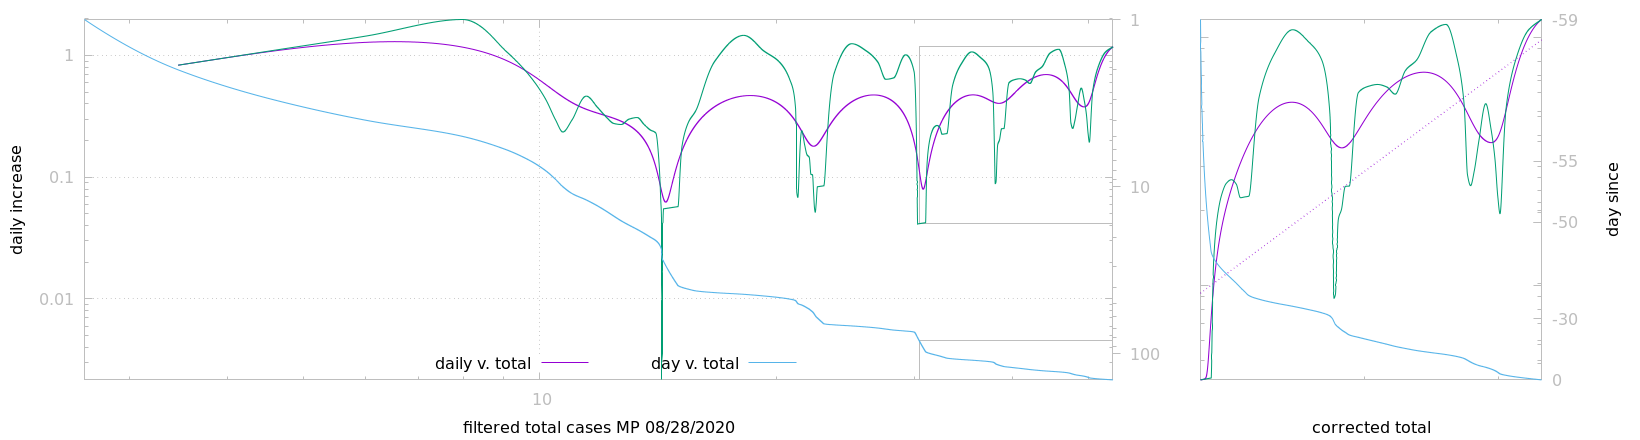 1
0.1
0.01
daily increase
daily v. total
day v. total
10
filtered total cases MP 08/28/2020
1
10
100
-59
-55
-50
-30
0
day since
corrected total